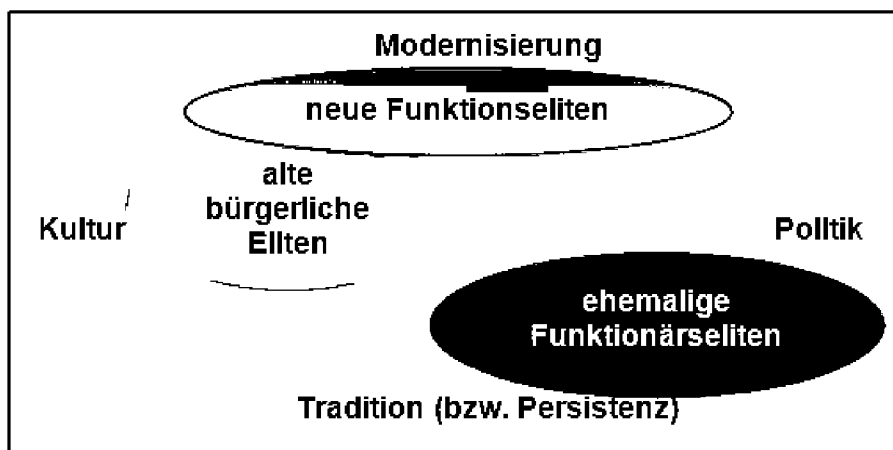 Modernisierung
neue Funktionseliten
alte
bürgerliche
Ellten
Kultur
Polltik
ehemalige
Funktionärseliten
Tradition (bzw. Persistenz)